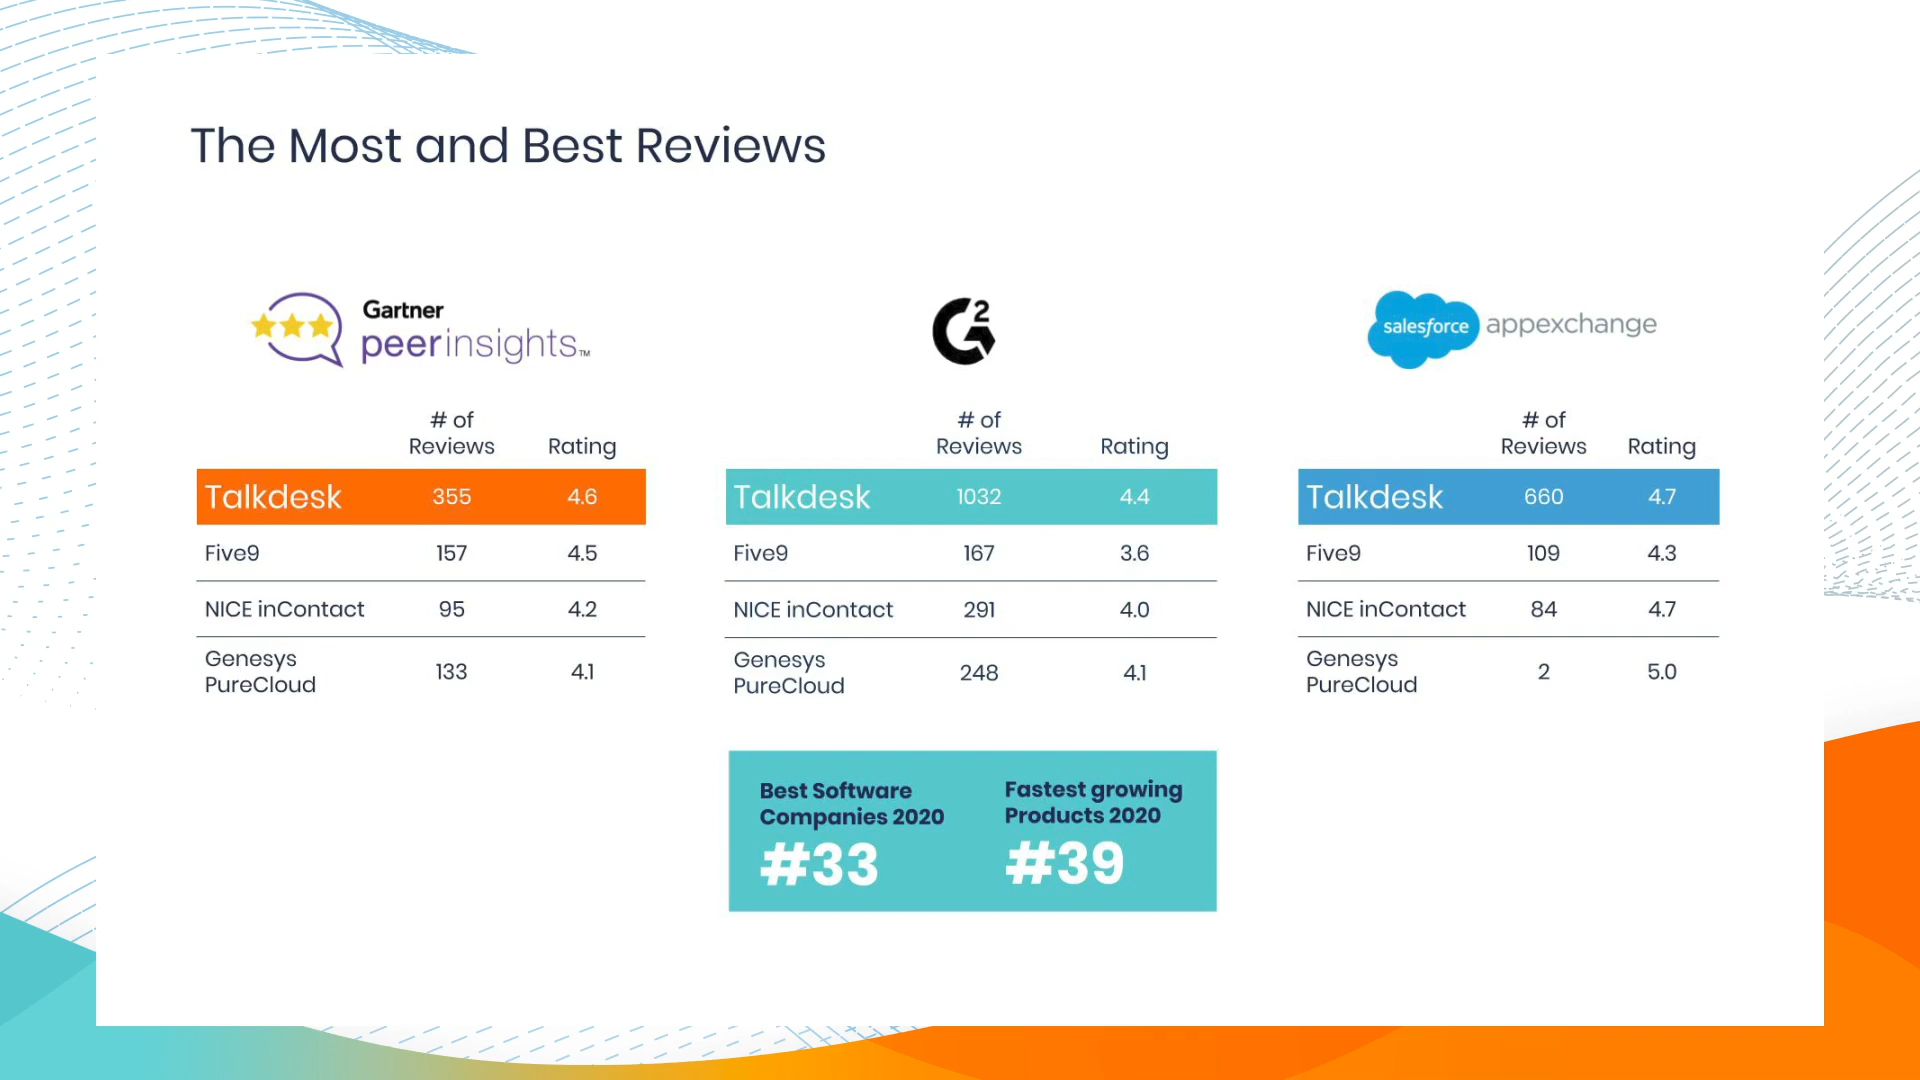 The Most and Best Reviews
Gartner
peerinsights™
# of
Reviews Rating
Talkdesk 355 4.6
Five9 157 4.5
NICE inContact 95 4.2
Genesys
PureCloud 133 4.1
G2
# of
Reviews Rating
Talkdesk 1032 4.4
Five9 167 3.6
NICE inContact 291 4.0
Genesys
PureCloud 248 4.1
Best Software
Companies 2020
#33
Fastest growing
Products 2020
#39
salesforce appexchange
# of
Reviews Rating
Talkdesk 660 4.7
Five9 109 4.3
NICE inContact 84 4.7
Genesys
PureCloud 2 5.0